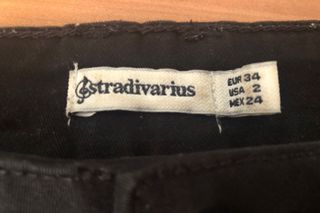 stradivarius
EUR 34
USA 2
MEX 24